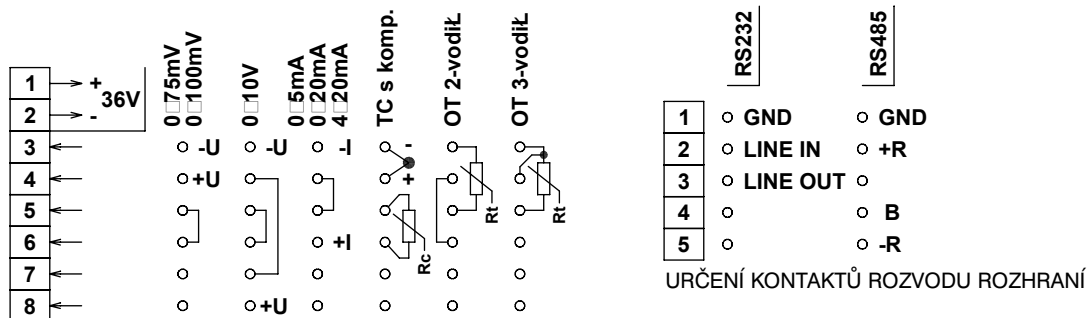 0□75mV
0□100mV
0□10V
0□5mA
0□20mA
4□20mA
TC s komp.
OT 2-vodiŁ
OT 3-vodiŁ
RS232
RS485
1 +
36V
2 -
3 -U -U -I -
4 +U +
5
6 +I
7
8 +U
Rc
Rt
Rt
1 GND GND
2 LINE IN +R
3 LINE OUT
4 B
5 -R
URČENÍ KONTAKTŮ ROZVODU ROZHRANÍ